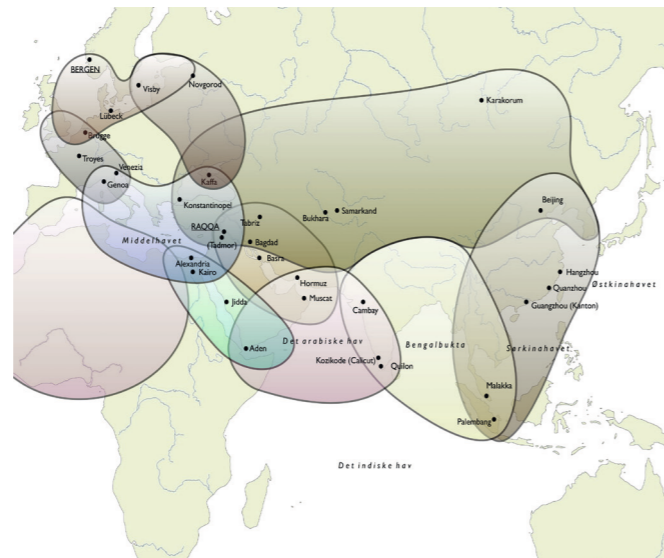 BERGEN
Visby
Novgorod
Lübeck
Karakorum
Brügge
Troyes
Venezia
Genoa
Kaffa
Konstantinopel
Tabriz
Bukhara
Samarkand
Beijing
RAQQA
(Tadmor)
Bagdad
Middelhavet
Alexandria
Basra
Kairo
Hangzhou
Hormuz
Quanzhou
Østkinahavet
Jidda
Muscat
Cambay
Guangzhou (Kanton)
Det arabiske hav
Bengalbukta
Sørkinahavet
Aden
Kozikode (Calicut)
Quilon
Malakka
Palembang
Det indiske hav